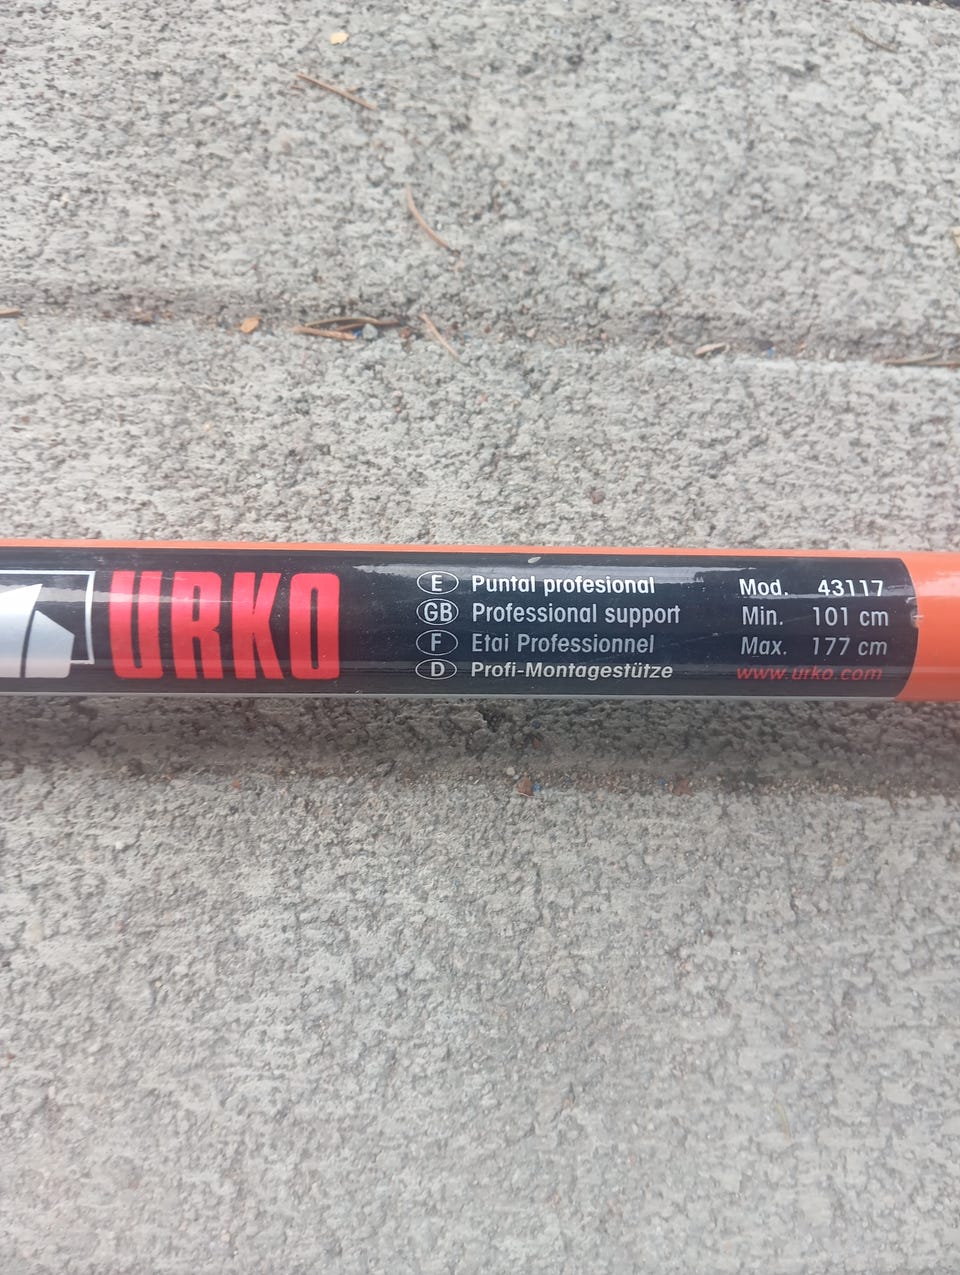 URKO
E Puntal profesional Mod. 43117
GB Professional support Min. 101 cm
F Etai Professionnel Max. 177 cm
D Profi-Montagestütze www.urko.com